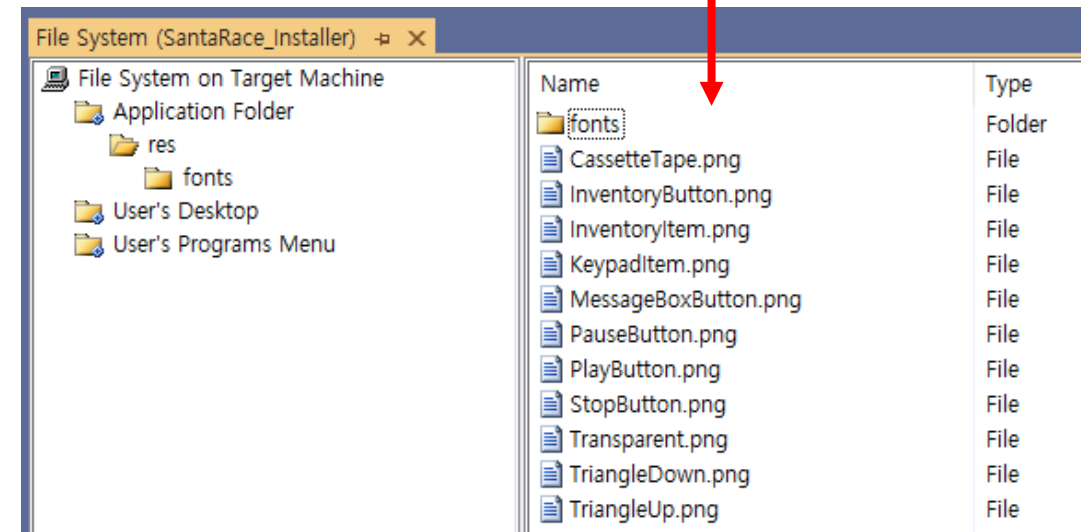 File System (SantaRace_Installer)
File System on Target Machine
Application Folder
res
fonts
User's Desktop
User's Programs Menu
Name Type
fonts Folder
CassetteTape.png File
InventoryButton.png File
InventoryItem.png File
KeypadItem.png File
MessageBoxButton.png File
PauseButton.png File
PlayButton.png File
StopButton.png File
Transparent.png File
TriangleDown.png File
TriangleUp.png File